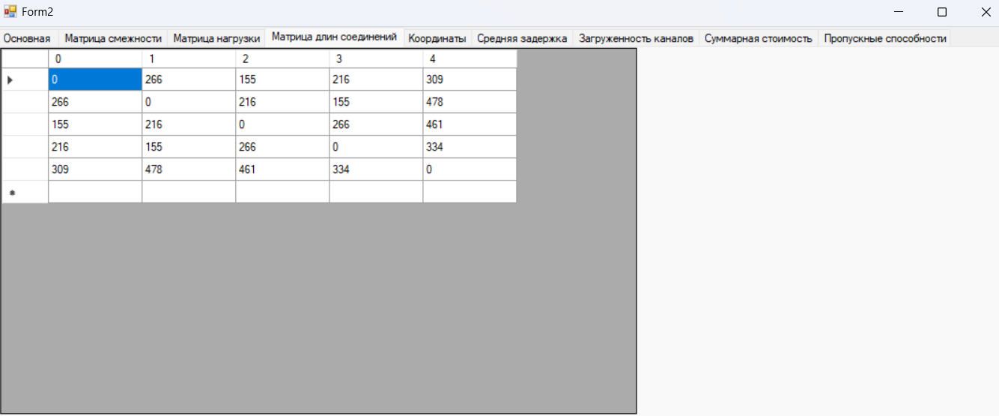 Form2
Основная Матрица смежности Матрица нагрузки Матрица длин соединений Координаты Средняя задержка Загруженность каналов Суммарная стоимость Пропускные способности
0 1 2 3 4
0 266 155 216 309
266 0 216 155 478
155 216 0 266 461
216 155 266 0 334
309 478 461 334 0